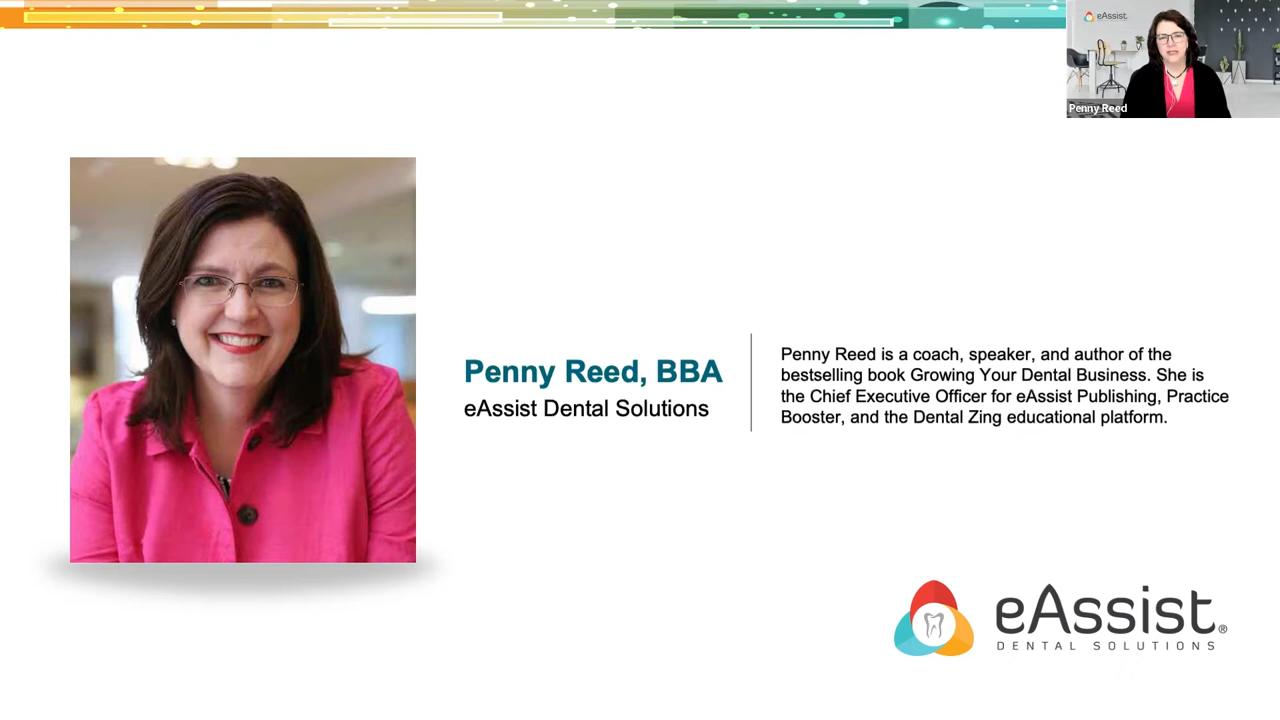 eAssist
Penny Reed
Penny Reed, BBA
eAssist Dental Solutions
Penny Reed is a coach, speaker, and author of the
bestselling book Growing Your Dental Business. She is
the Chief Executive Officer for eAssist Publishing, Practice
Booster, and the Dental Zing educational platform.
eAssist®
DENTAL SOLUTIONS